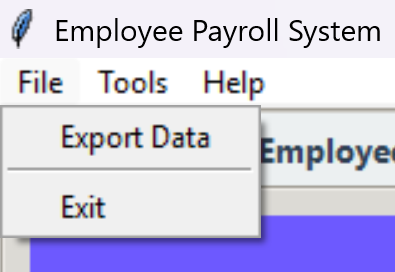 Employee Payroll System
File Tools Help
Export Data
Exit